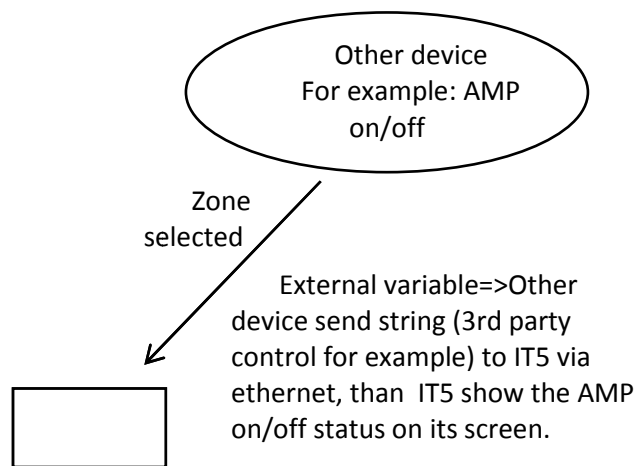 Other device
For example: AMP
on/off
Zone
selected
External variable=>Other
device send string (3rd party
control for example) to IT5 via
ethernet, than IT5 show the AMP
on/off status on its screen.